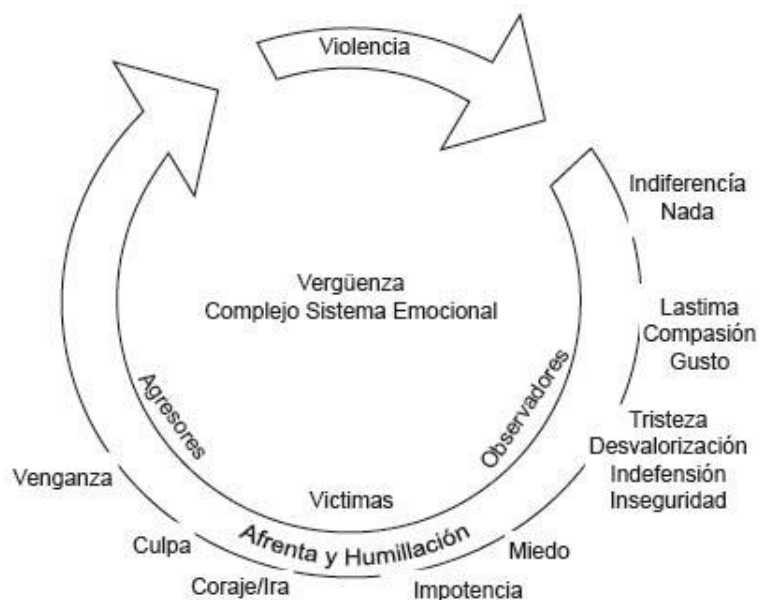 Violencia
Indiferencía
Nada
Vergüenza
Complejo Sistema Emocional
Lastima
Compasión
Gusto
Agresores
Observadores
Tristeza
Desvalorización
Indefensión
Inseguridad
Venganza
Victimas
Afrenta y Humillación
Culpa
Miedo
Coraje/Ira
Impotencia